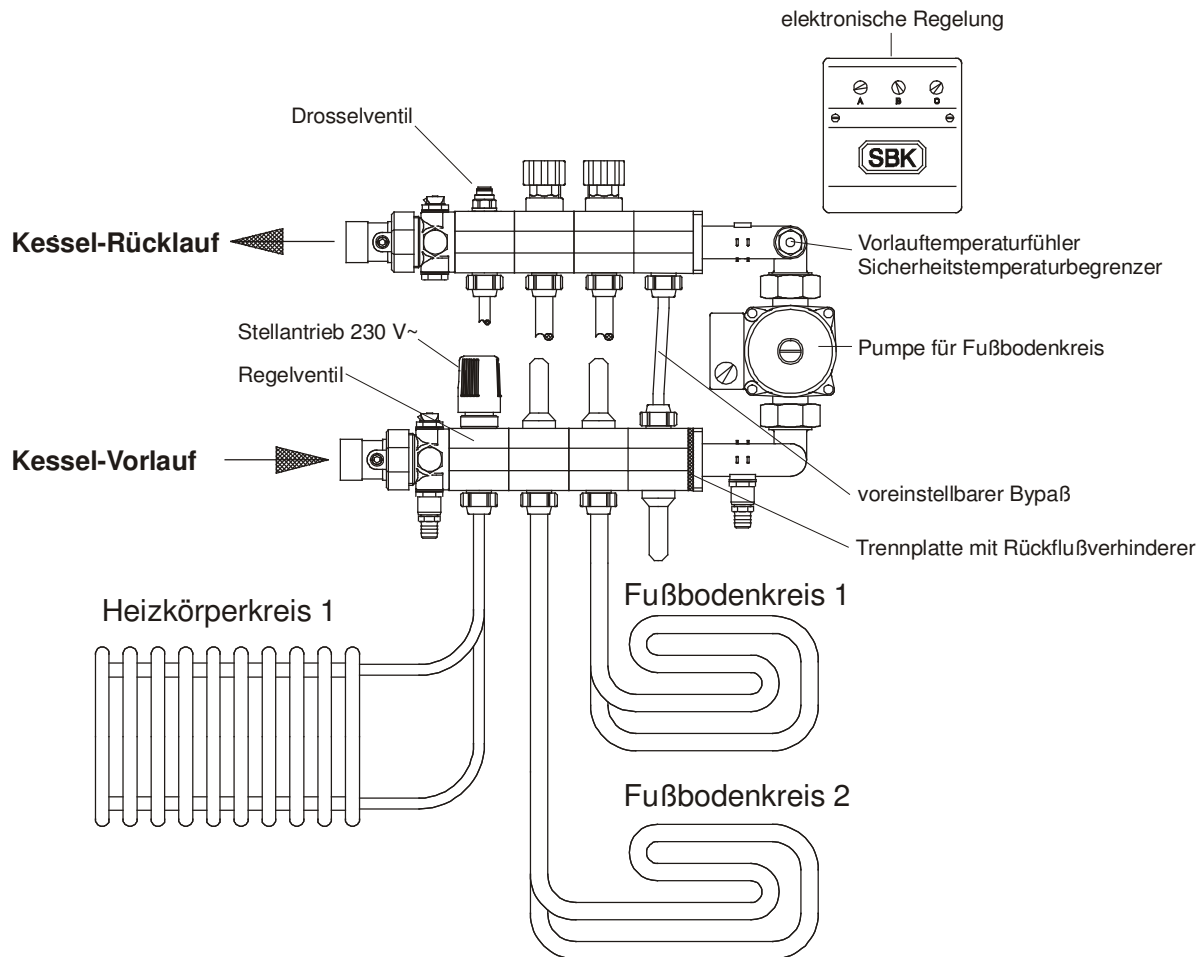 elektronische Regelung
A B C
SBK
Drosselventil
Kessel-Rücklauf
Vorlauftemperaturfühler
Sicherheitstemperaturbegrenzer
Stellantrieb 230 V~
Pumpe für Fußbodenkreis
Regelventil
Kessel-Vorlauf
voreinstellbarer Bypaß
Trennplatte mit Rückflußverhinderer
Heizkörperkreis 1
Fußbodenkreis 1
Fußbodenkreis 2